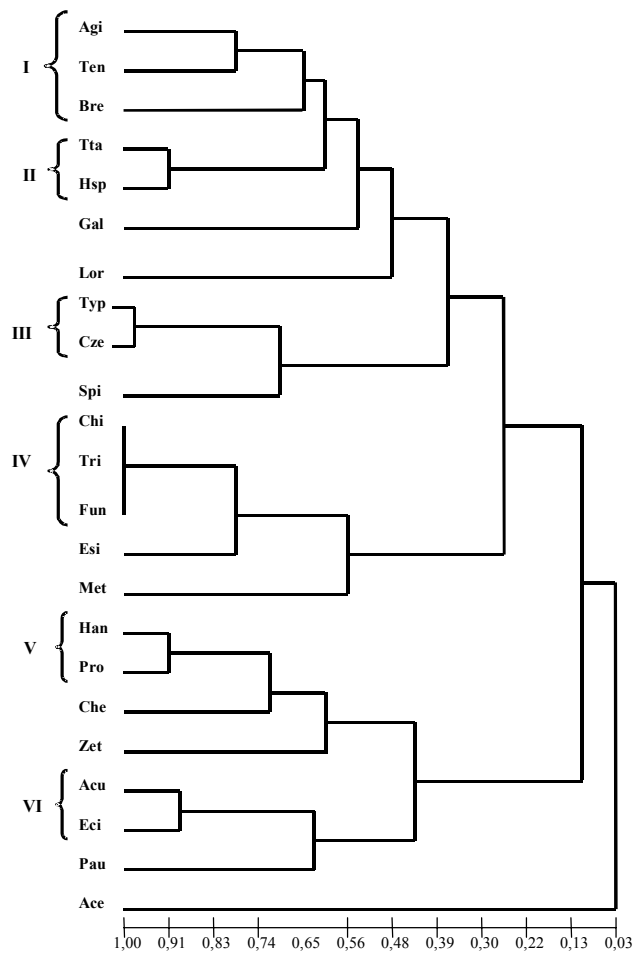 Agi
I
Ten
Bre
Tta
II
Hsp
Gal
Lor
Typ
III
Cze
Spi
Chi
IV
Tri
Fun
Esi
Met
Han
V
Pro
Che
Zet
Acu
VI
Eci
Pau
Ace
1,00 0,91 0,83 0,74 0,65 0,56 0,48 0,39 0,30 0,22 0,13 0,03